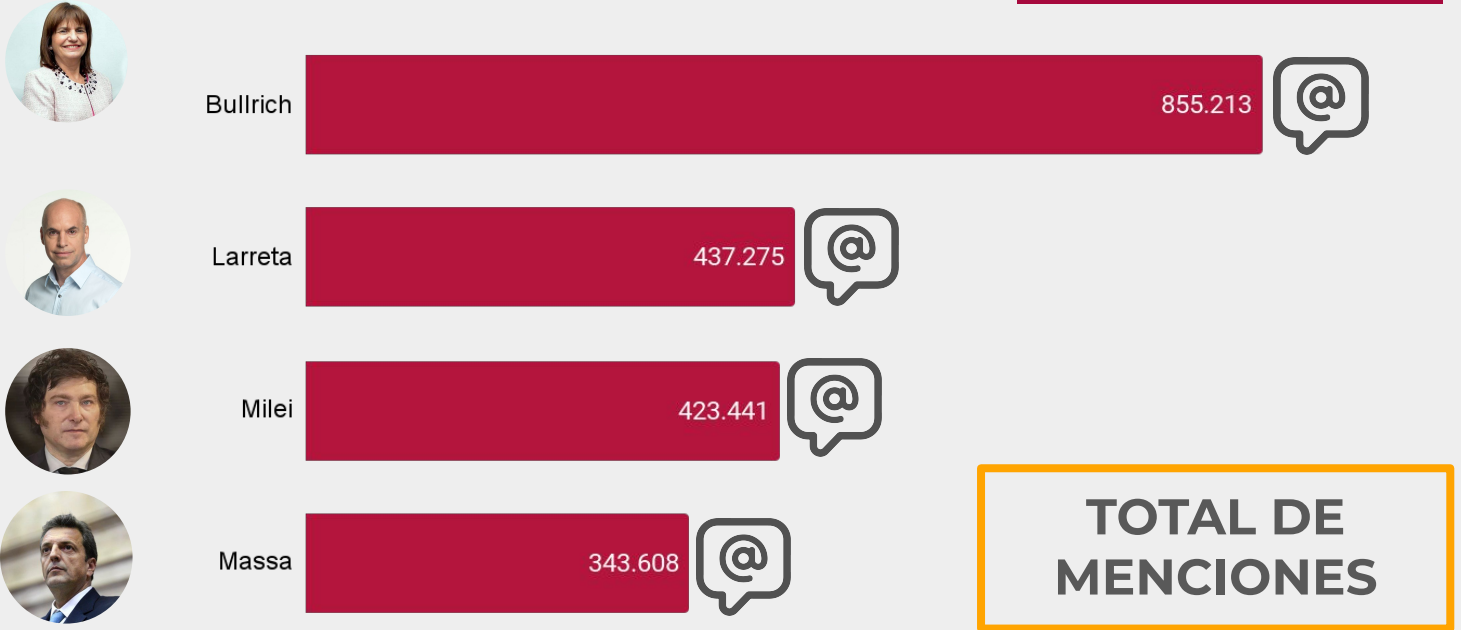 Bullrich
855.213
@
Larreta
437.275
@
Milei
423.441
@
Massa
343.608
@
TOTAL DE
MENCIONES